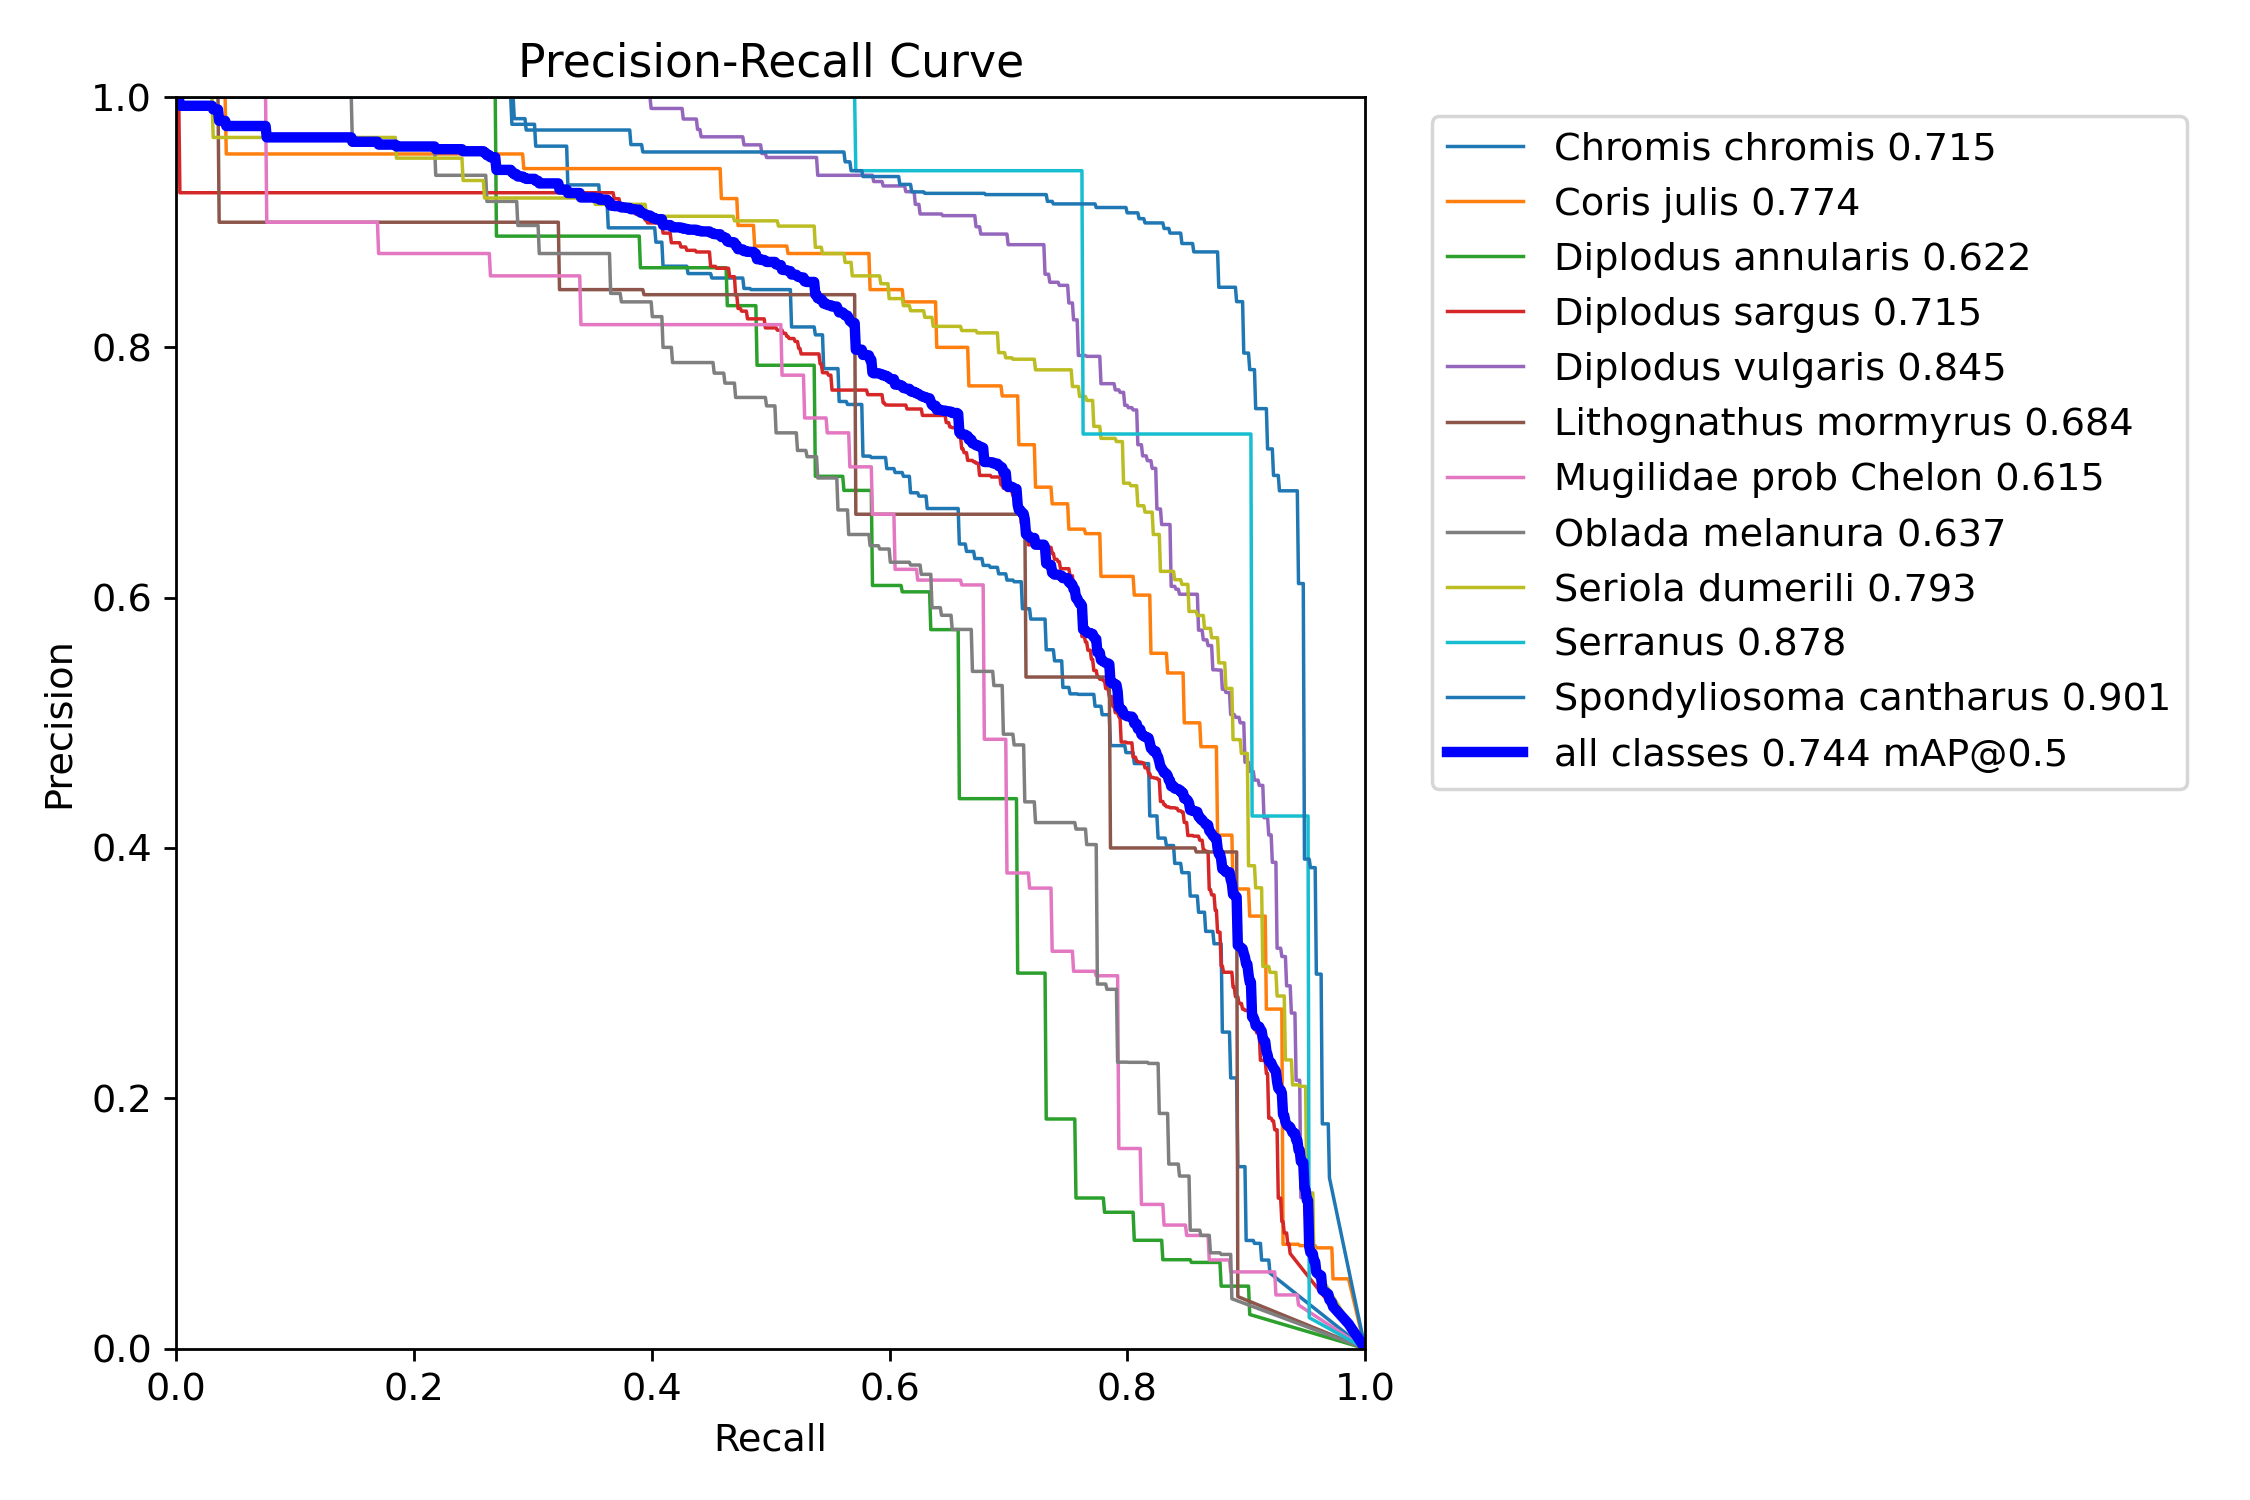 Precision-Recall Curve
1.0
0.8
0.6
0.4
0.2
0.0
Precision
0.0 0.2 0.4 0.6 0.8 1.0
Recall
Chromis chromis 0.715
Coris julis 0.774
Diplodus annularis 0.622
Diplodus sargus 0.715
Diplodus vulgaris 0.845
Lithognathus mormyrus 0.684
Mugilidae prob Chelon 0.615
Oblada melanura 0.637
Seriola dumerili 0.793
Serranus 0.878
Spondyliosoma cantharus 0.901
all classes 0.744 mAP@0.5